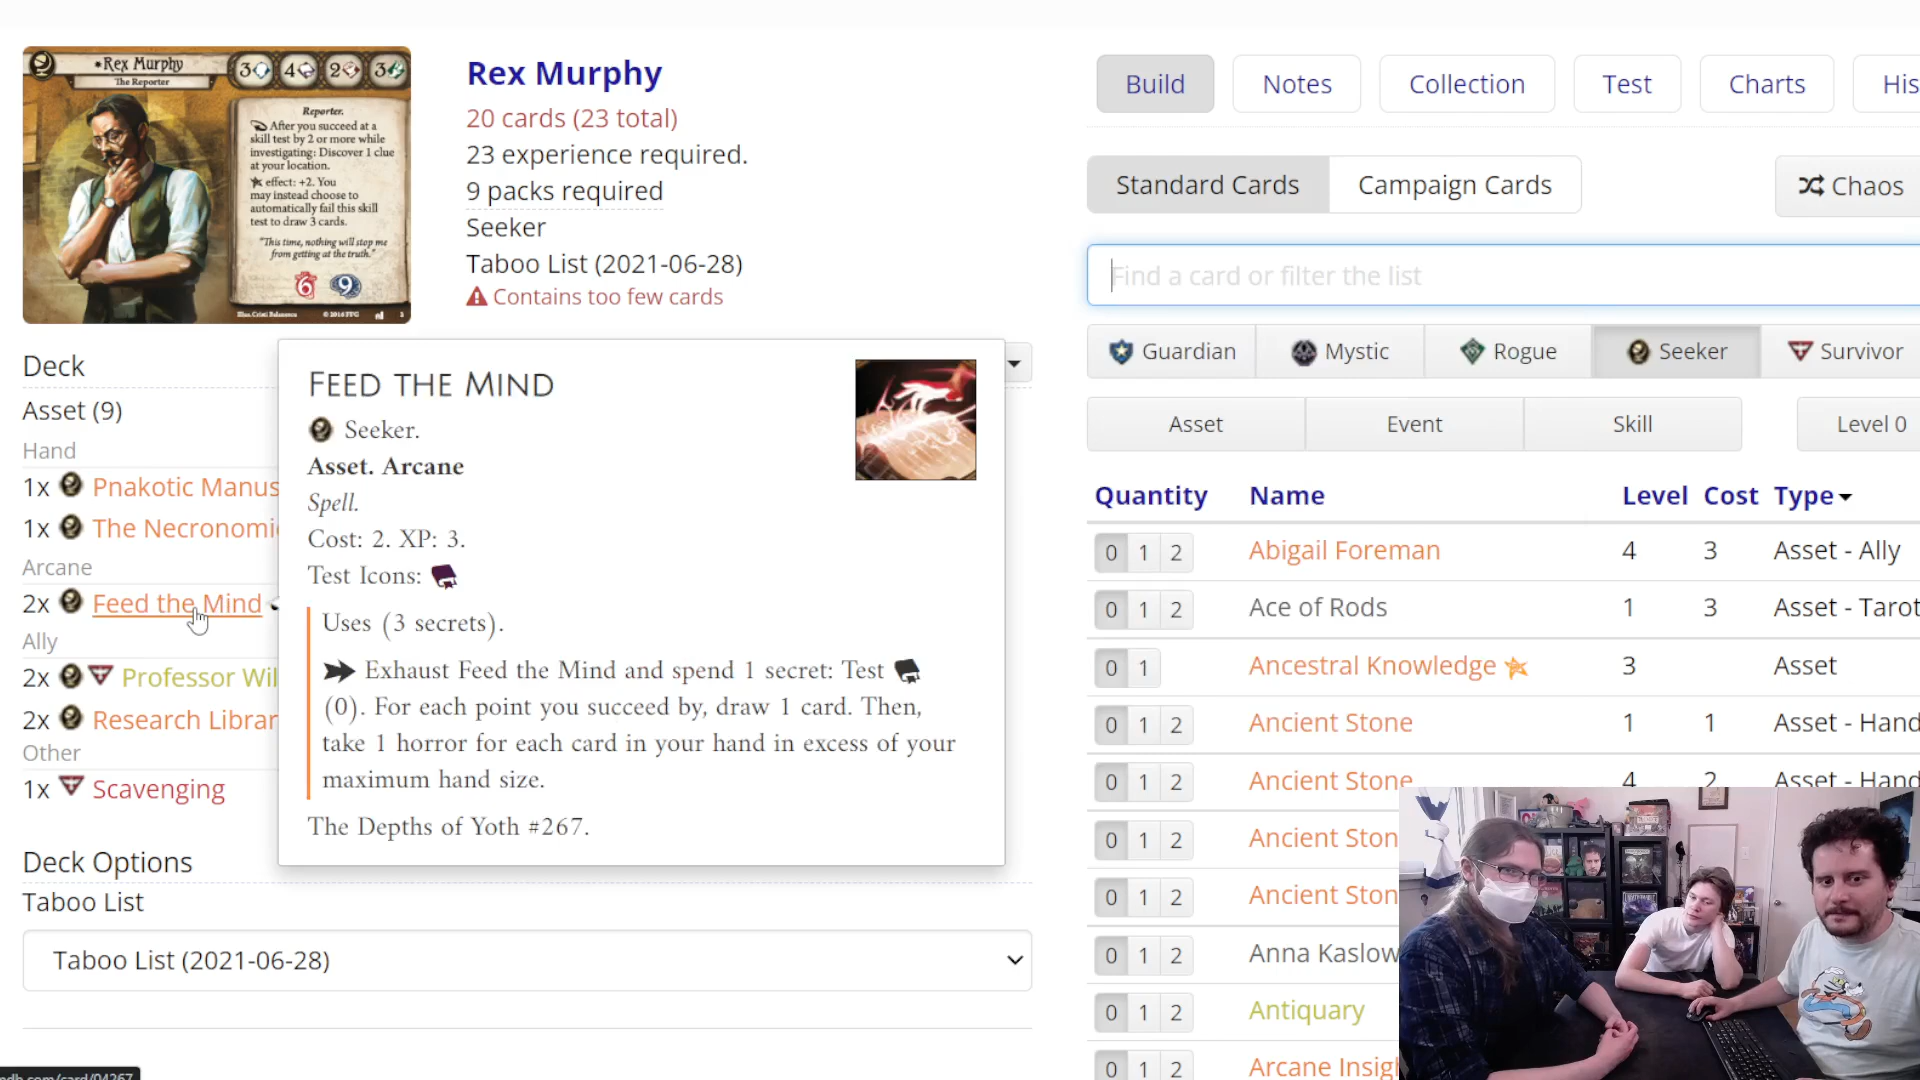 Rex Murphy
The Reporter
3 4 2 3
Reporter.
After you succeed at a
skill test by 2 or more while
investigating: Discover 1 clue
at your location.
effect: +2. You
may instead choose to
automatically fail this skill
test to draw 3 cards.
"This time, nothing will stop me
from getting at the truth."
6 9
Rex Murphy
20 cards (23 total)
23 experience required.
9 packs required
Seeker
Taboo List (2021-06-28)
Contains too few cards
Build Notes Collection Test Charts His
Standard Cards Campaign Cards Chaos
Find a card or filter the list
Guardian Mystic Rogue Seeker Survivor
Asset Event Skill Level 0
Deck
Asset (9)
Hand
1x Pnakotic Manus
1x The Necronomi
Arcane
2x Feed the Mind
Ally
2x Professor Wil
2x Research Librar
Other
1x Scavenging
Deck Options
Taboo List
Taboo List (2021-06-28)
Feed the Mind
Seeker.
Asset. Arcane
Spell.
Cost: 2. XP: 3.
Test Icons:
Uses (3 secrets).
Exhaust Feed the Mind and spend 1 secret: Test
(0). For each point you succeed by, draw 1 card. Then,
take 1 horror for each card in your hand in excess of your
maximum hand size.
The Depths of Yoth #267.
Quantity Name Level Cost Type
0 1 2 Abigail Foreman 4 3 Asset - Ally
0 1 2 Ace of Rods 1 3 Asset - Tarot
0 1 Ancestral Knowledge 3 Asset
0 1 2 Ancient Stone 1 1 Asset - Hand
0 1 2 Ancient Stone 4 2 Asset - Hand
0 1 2 Ancient Ston
0 1 2 Ancient Ston
0 1 2 Anna Kaslow
0 1 2 Antiquary
0 1 2 Arcane Insigh